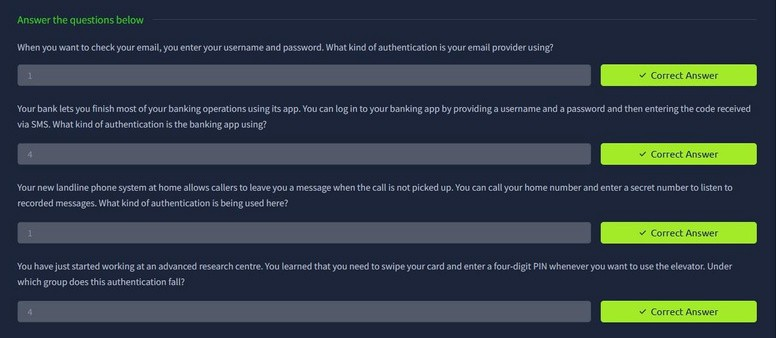 Answer the questions below
When you want to check your email, you enter your username and password. What kind of authentication is your email provider using?
1
✓ Correct Answer
Your bank lets you finish most of your banking operations using its app. You can log in to your banking app by providing a username and a password and then entering the code received
via SMS. What kind of authentication is the banking app using?
4
✓ Correct Answer
Your new landline phone system at home allows callers to leave you a message when the call is not picked up. You can call your home number and enter a secret number to listen to
recorded messages. What kind of authentication is being used here?
1
✓ Correct Answer
You have just started working at an advanced research centre. You learned that you need to swipe your card and enter a four-digit PIN whenever you want to use the elevator. Under
which group does this authentication fall?
4
✓ Correct Answer